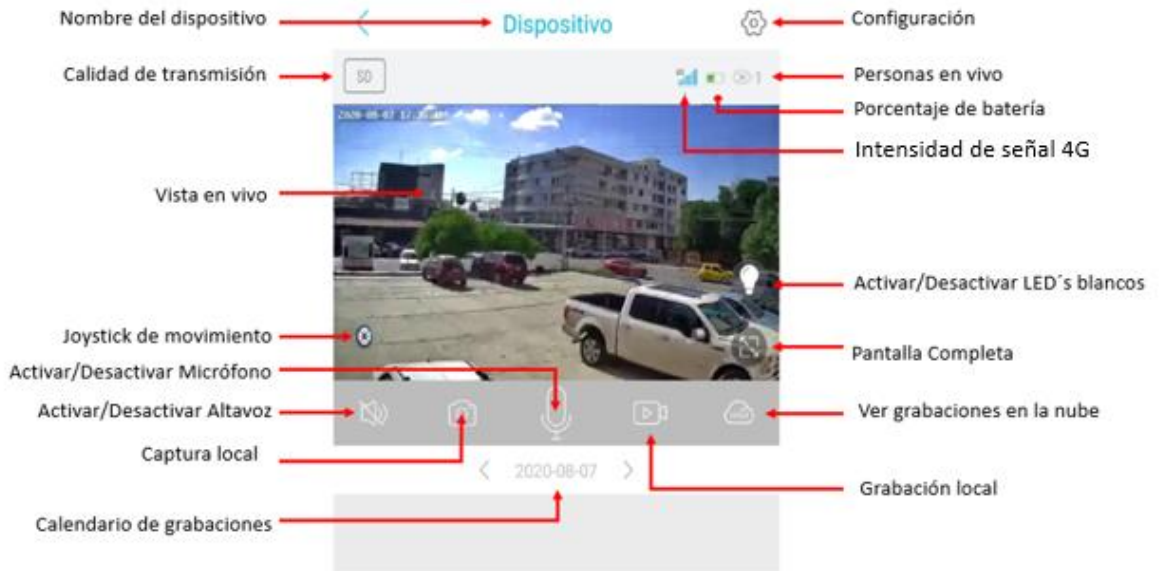 Nombre del dispositivo
Dispositivo
Configuración
Calidad de transmisión
SD
1
Personas en vivo
Porcentaje de batería
Intensidad de señal 4G
Vista en vivo
Activar/Desactivar LED´s blancos
Joystick de movimiento
Pantalla Completa
Activar/Desactivar Micrófono
Activar/Desactivar Altavoz
Ver grabaciones en la nube
Captura local
2020-08-07
Grabación local
Calendario de grabaciones